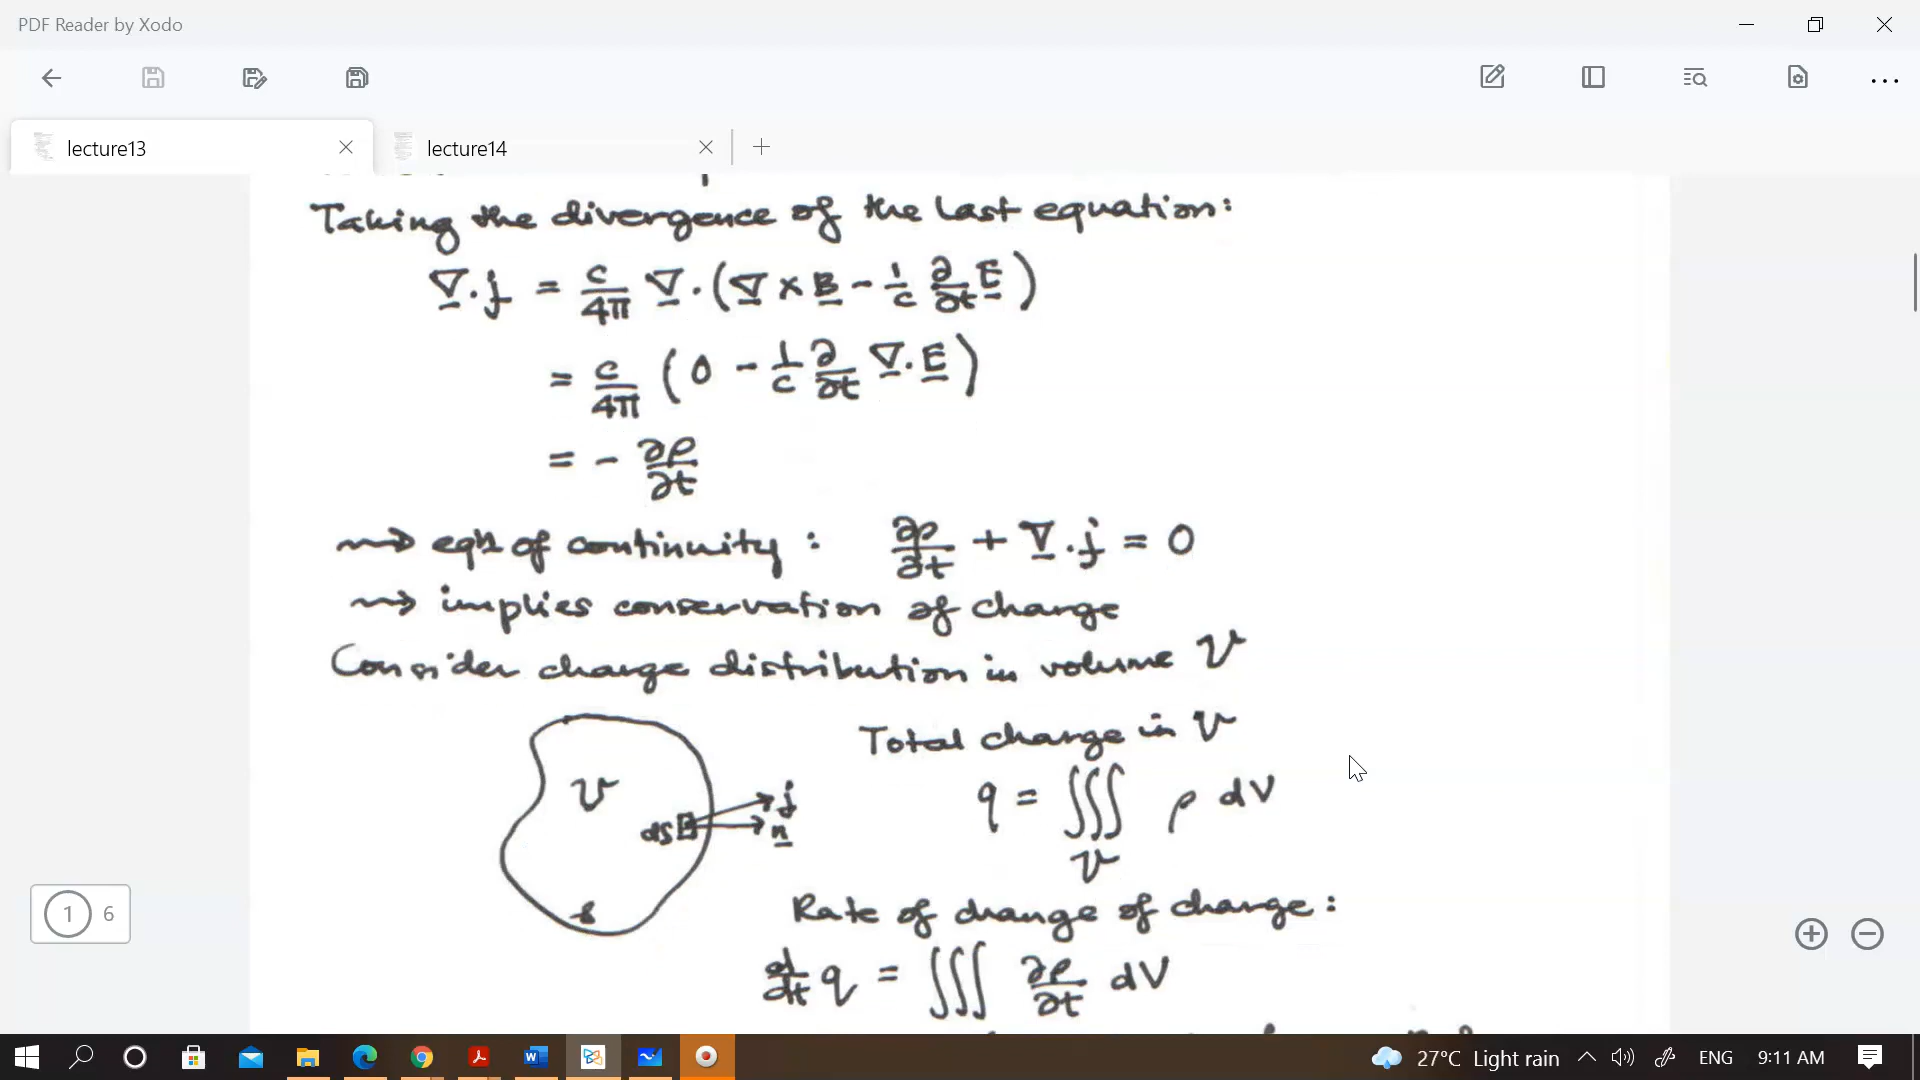 PDF Reader by Xodo
lecture13
lecture14
Taking the divergence of the last equation:
∇·j = c/4π ∇·(∇ × B - 1/c ∂/∂t E)
= c/4π (0 - 1/c ∂/∂t ∇·E)
= - ∂ρ/∂t
⇝ eqn of continuity : ∂ρ/∂t + ∇·j = 0
⇝ implies conservation of charge
Consider charge distribution in volume V
Total charge in V
V
q = ∭ ρ dV
V
j
dS
n
S
Rate of change of charge :
d/dt q = ∭ ∂ρ/∂t dV
1 6
27°C Light rain ENG 9:11 AM